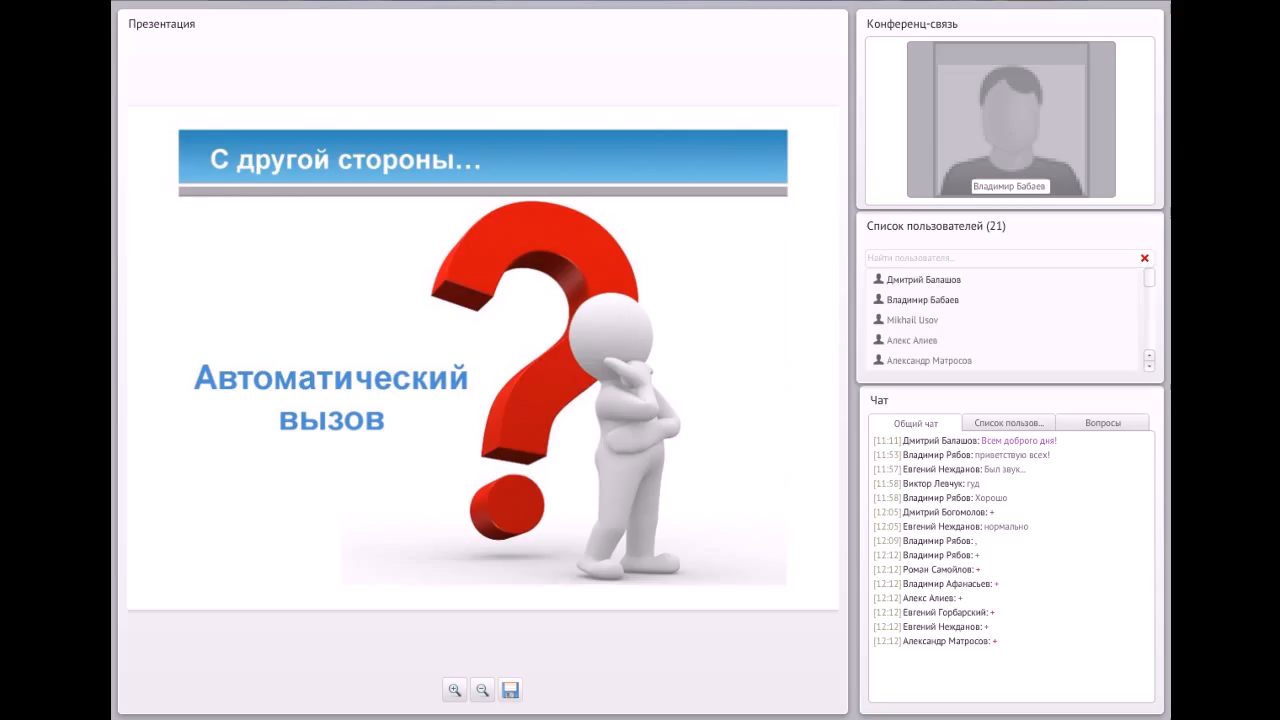 Презентация
С другой стороны...
Автоматический
вызов
Конференц-связь
Владимир Бабаев
Список пользователей (21)
Найти пользователя...
Дмитрий Балашов
Владимир Бабаев
Mikhail Usov
Алекс Алиев
Александр Матросов
Чат
Общий чат
Список пользов...
Вопросы
[11:11] Дмитрий Балашов: Всем доброго дня!
[11:53] Владимир Рябов: приветствую всех!
[11:57] Евгений Нежданов: Был звук...
[11:58] Виктор Левчук: гуд
[11:58] Владимир Рябов: Хорошо
[12:05] Дмитрий Богомолов: +
[12:05] Евгений Нежданов: нормально
[12:09] Владимир Рябов: ,
[12:12] Владимир Рябов: +
[12:12] Роман Самойлов: +
[12:12] Владимир Афанасьев: +
[12:12] Алекс Алиев: +
[12:12] Евгений Горбарский: +
[12:12] Евгений Нежданов: +
[12:12] Александр Матросов: +